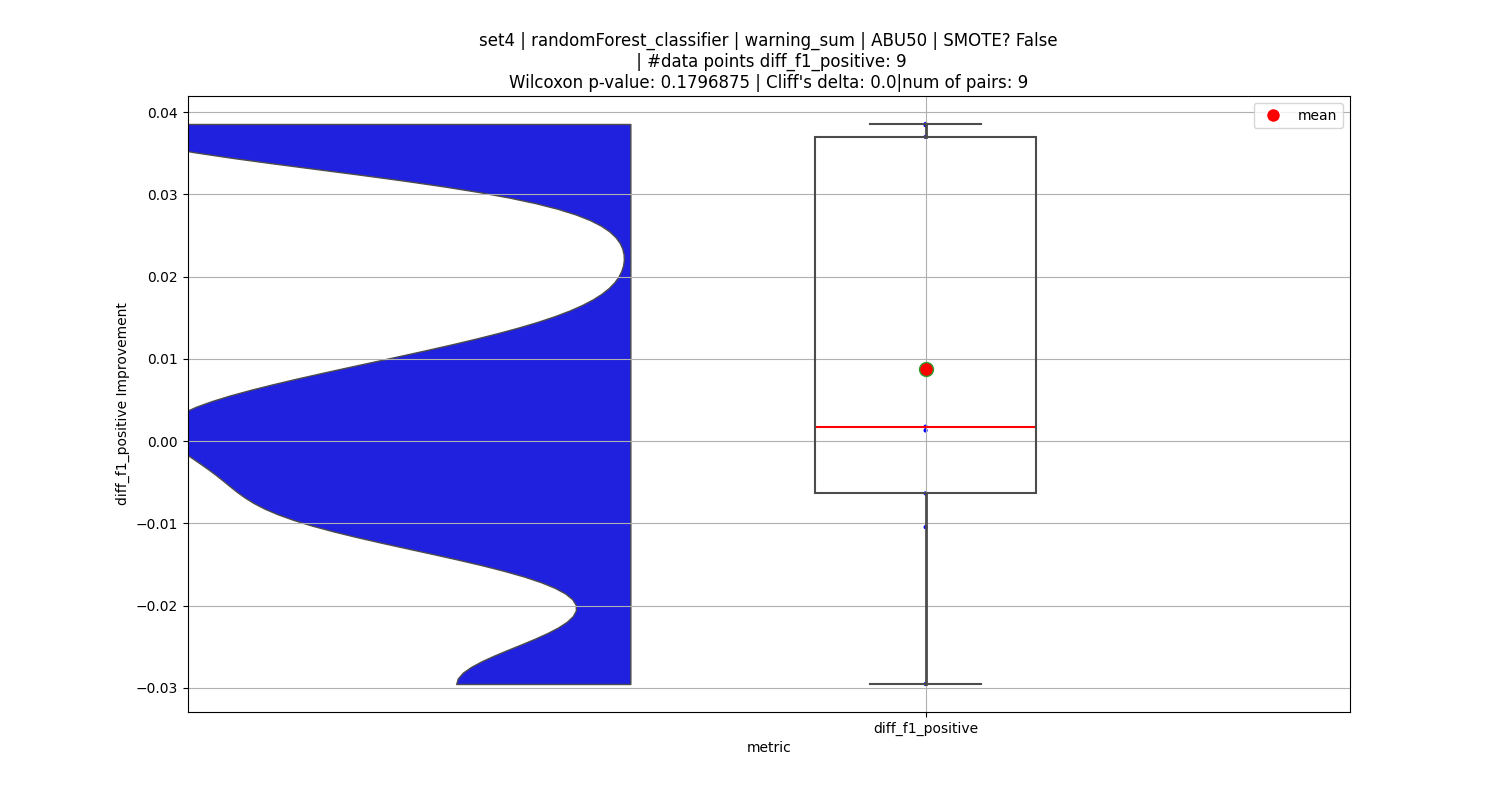 set4 | randomForest_classifier | warning_sum | ABU50 | SMOTE? False
| #data points diff_f1_positive: 9
Wilcoxon p-value: 0.1796875 | Cliff's delta: 0.0|num of pairs: 9
mean
0.04
0.03
0.02
0.01
0.00
−0.01
−0.02
−0.03
diff_f1_positive Improvement
diff_f1_positive
metric